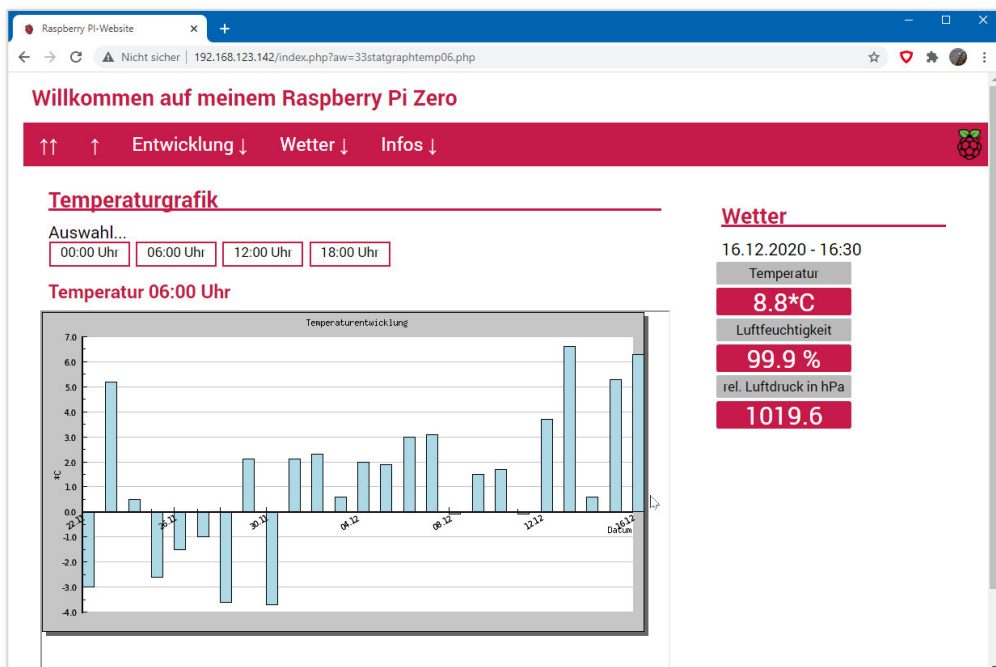 Raspberry PI-Website
Nicht sicher | 192.168.123.142/index.php?aw=33statgraphtemp06.php
Willkommen auf meinem Raspberry Pi Zero
↑↑ ↑ Entwicklung ↓ Wetter ↓ Infos ↓
Temperaturgrafik
Auswahl...
00:00 Uhr 06:00 Uhr 12:00 Uhr 18:00 Uhr
Temperatur 06:00 Uhr
Temperaturentwicklung
7.0
6.0
5.0
4.0
3.0
2.0
1.0
0.0
-1.0
-2.0
-3.0
-4.0
*C
22.11 26.11 30.11 04.12 08.12 12.12 16.12
Datum
Wetter
16.12.2020 - 16:30
Temperatur
8.8*C
Luftfeuchtigkeit
99.9 %
rel. Luftdruck in hPa
1019.6